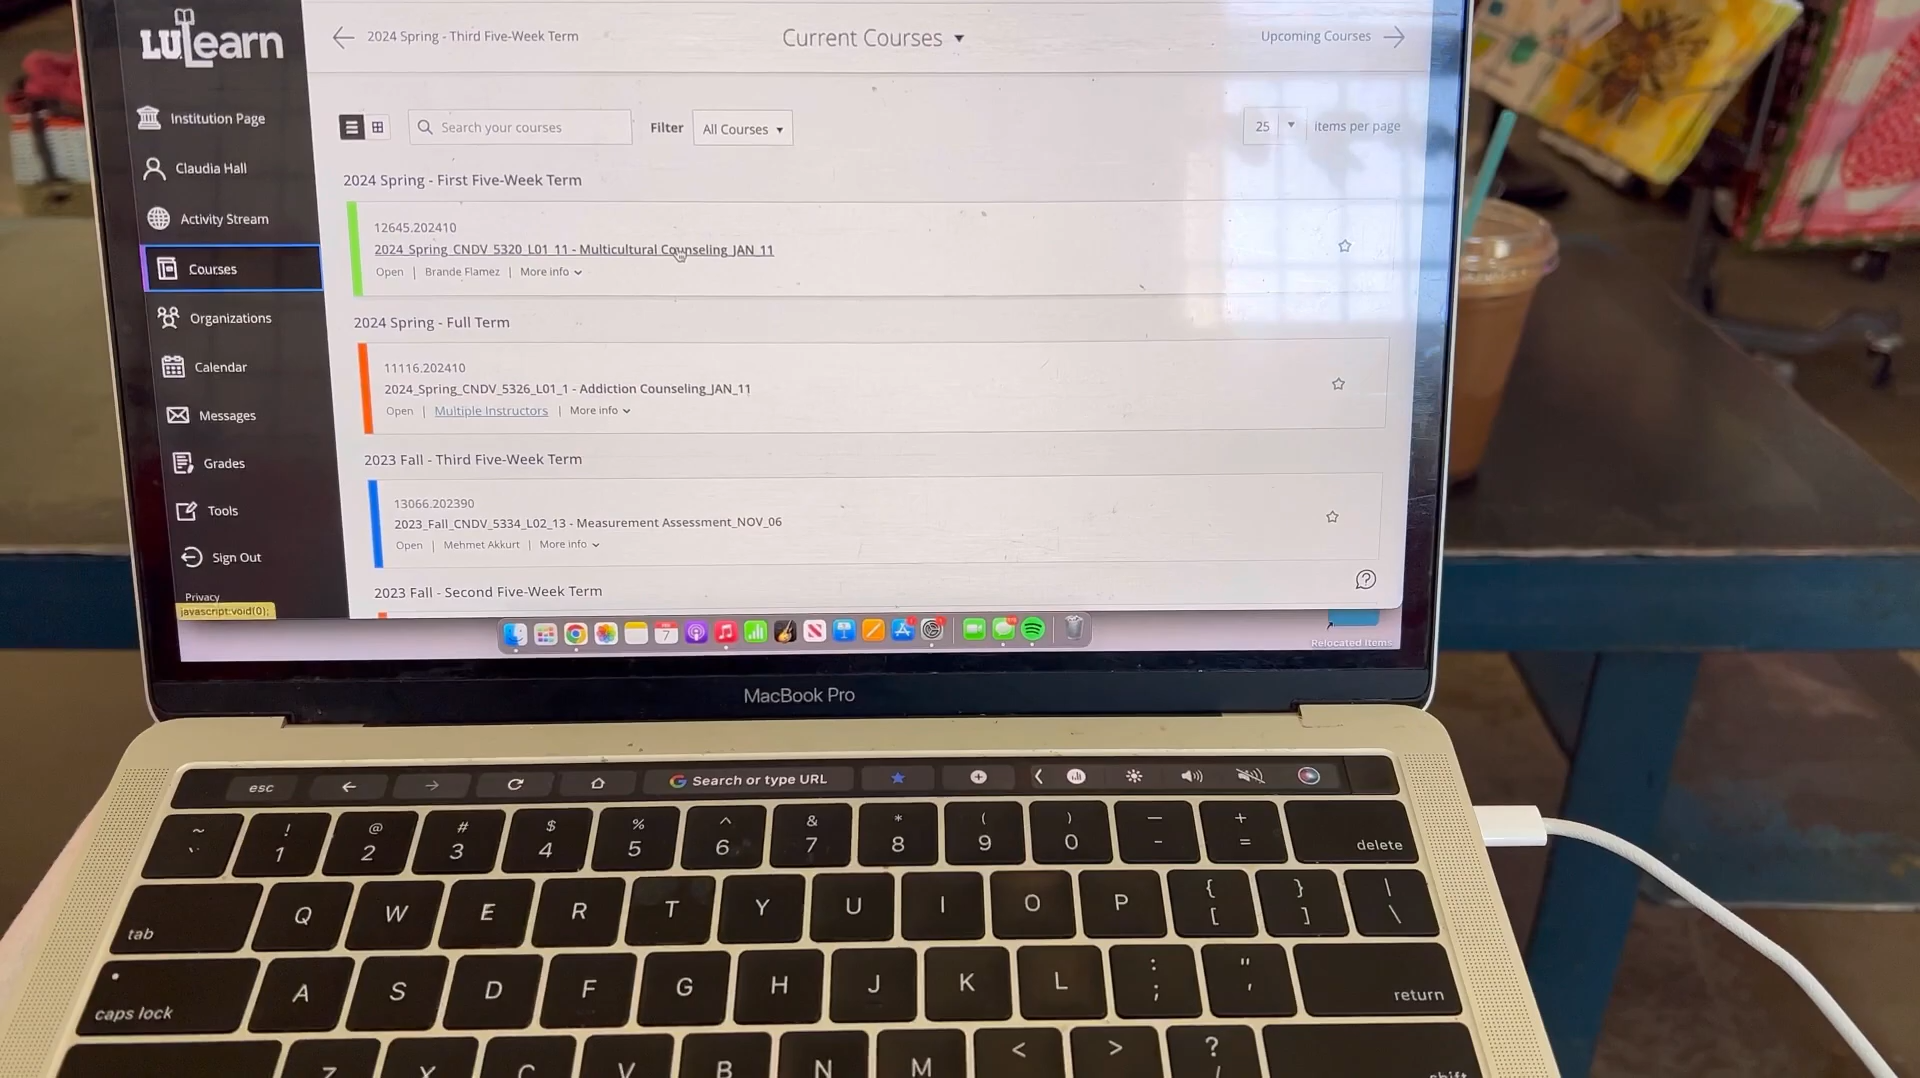 LULearn
2024 Spring - Third Five-Week Term
Current Courses
Upcoming Courses
Institution Page
Claudia Hall
Activity Stream
Courses
Organizations
Calendar
Messages
Grades
Tools
Sign Out
Privacy
javascript:void(0);
Search your courses
Filter
All Courses
25
items per page
2024 Spring - First Five-Week Term
12645.202410
2024_Spring_CNDV_5320_L01_11 - Multicultural Counseling_JAN_11
Open | Brande Flamez | More info
2024 Spring - Full Term
11116.202410
2024_Spring_CNDV_5326_L01_1 - Addiction Counseling_JAN_11
Open | Multiple Instructors | More info
2023 Fall - Third Five-Week Term
13066.202390
2023_Fall_CNDV_5334_L02_13 - Measurement Assessment_NOV_06
Open | Mehmet Akkurt | More info
2023 Fall - Second Five-Week Term
7
Relocated Items
MacBook Pro
esc
Search or type URL
~ ! @ # $ % ^ & * ( ) — +
` 1 2 3 4 5 6 7 8 9 0 - = delete
{ } |
tab Q W E R T Y U I O P [ ] \
: "
caps lock A S D F G H J K L ; ' return
< > ?
Z X C V B N M / shift